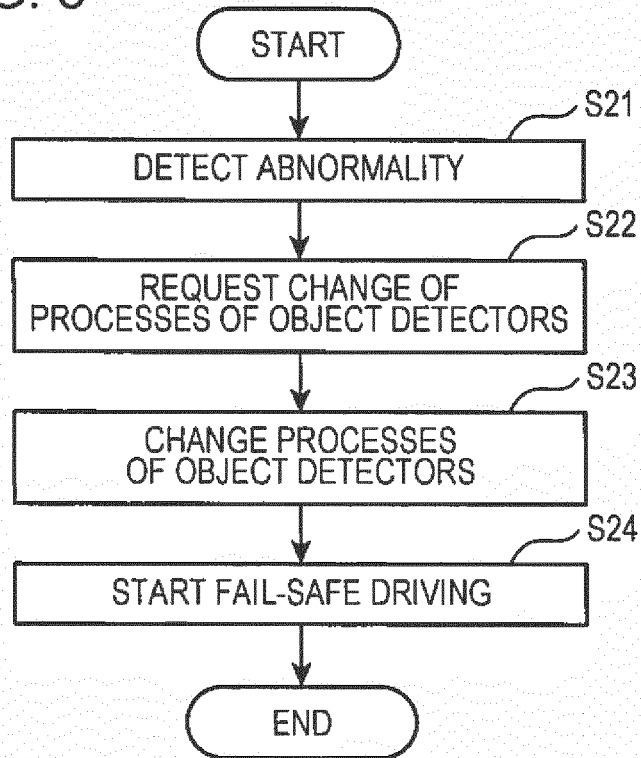 START
S21
DETECT ABNORMALITY
S22
REQUEST CHANGE OF
PROCESSES OF OBJECT DETECTORS
S23
CHANGE PROCESSES
OF OBJECT DETECTORS
S24
START FAIL-SAFE DRIVING
END